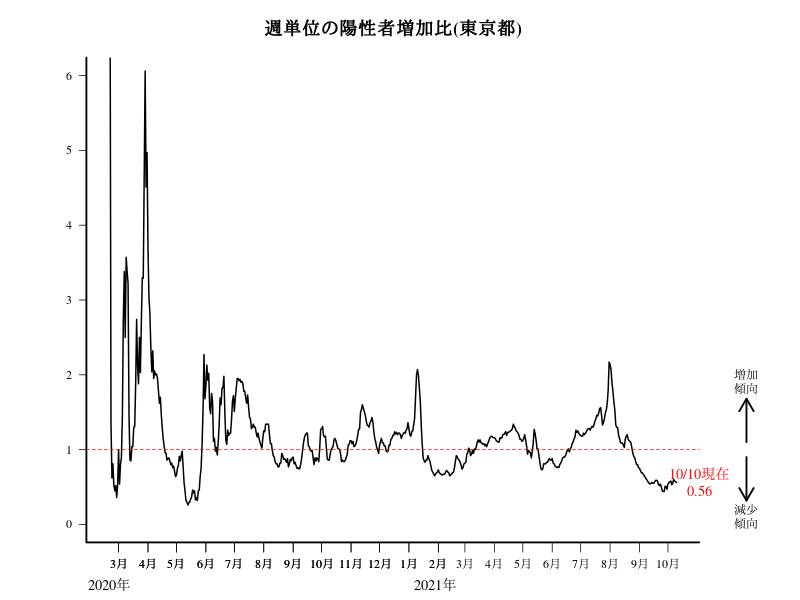 週単位の陽性者増加比(東京都)
6
5
4
3
2
1
0
増加
傾向
10/10現在
0.56
減少
傾向
3月 4月 5月 6月 7月 8月 9月 10月 11月 12月 1月 2月 3月 4月 5月 6月 7月 8月 9月 10月
2020年 2021年